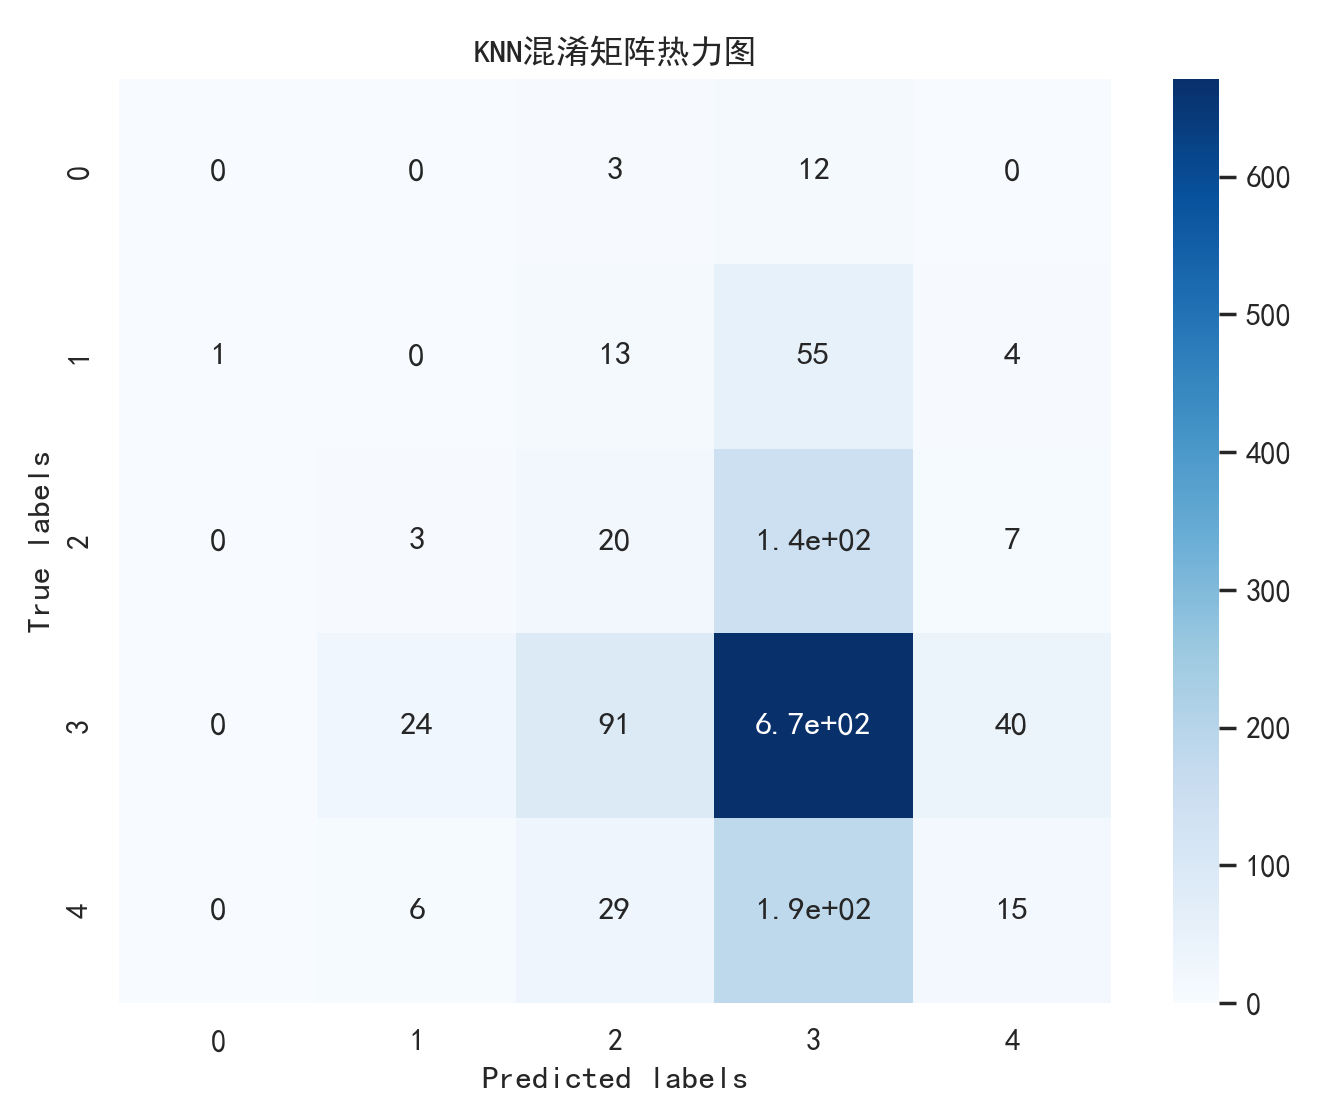 KNN混淆矩阵热力图
True labels
0 0 0 3 12 0
1 1 0 13 55 4
2 0 3 20 1.4e+02 7
3 0 24 91 6.7e+02 40
4 0 6 29 1.9e+02 15
0 1 2 3 4
Predicted labels
600
500
400
300
200
100
0